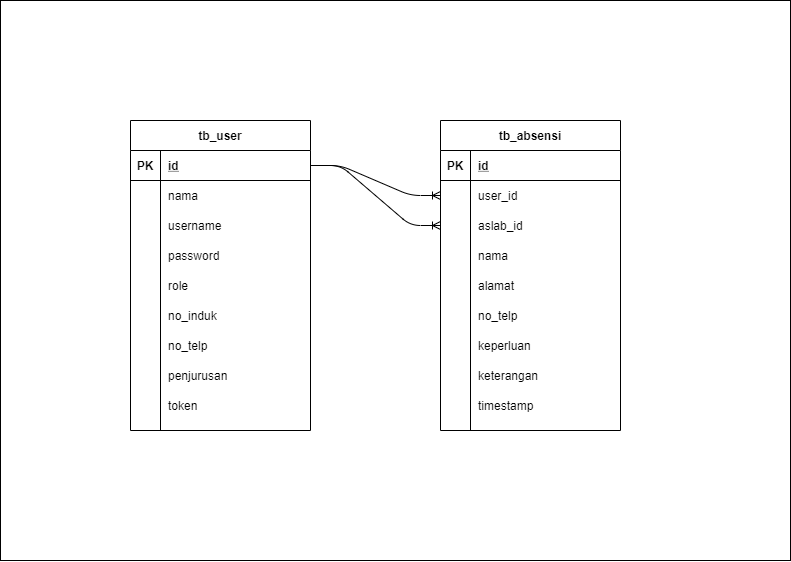 tb_user
PK id
nama
username
password
role
no_induk
no_telp
penjurusan
token
tb_absensi
PK id
user_id
aslab_id
nama
alamat
no_telp
keperluan
keterangan
timestamp